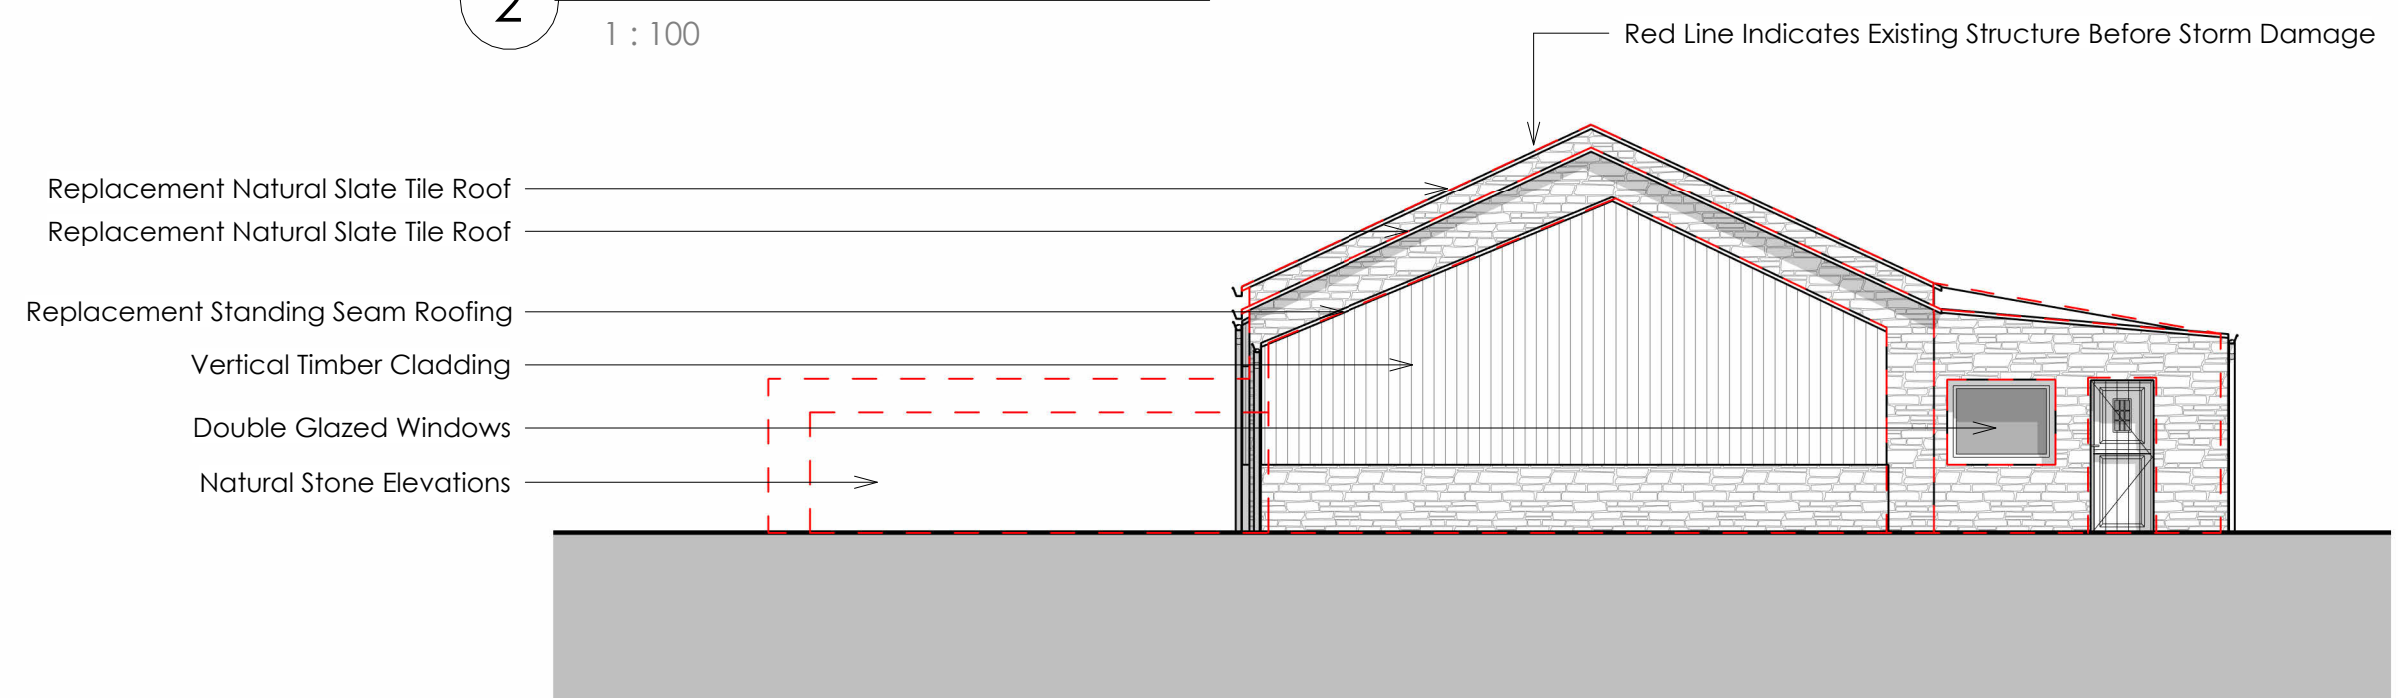 2
1 : 100
Red Line Indicates Existing Structure Before Storm Damage
Replacement Natural Slate Tile Roof
Replacement Natural Slate Tile Roof
Replacement Standing Seam Roofing
Vertical Timber Cladding
Double Glazed Windows
Natural Stone Elevations